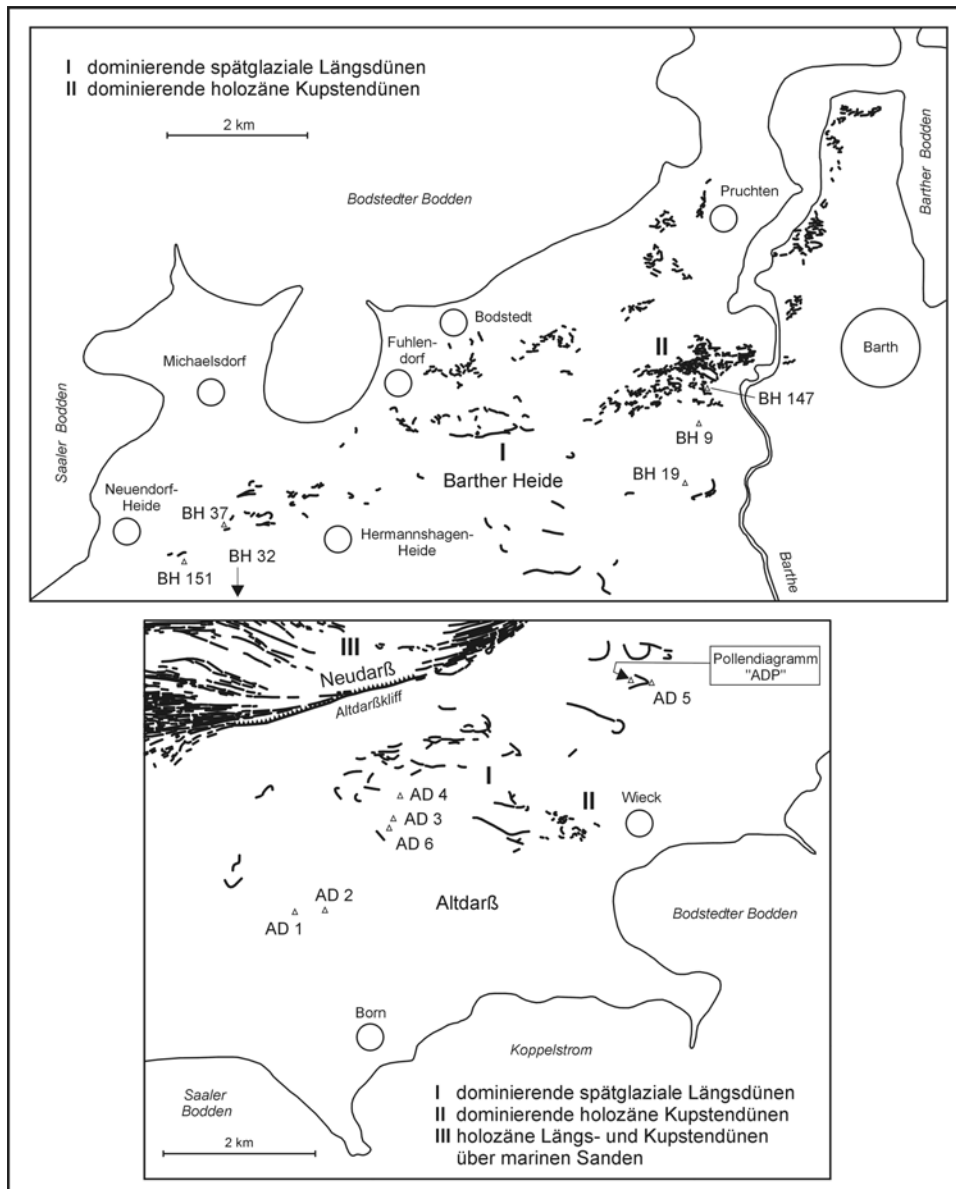 I dominierende spätglaziale Längsdünen
II dominierende holozäne Kupstendünen
2 km
Bodstedter Bodden
Pruchten
Barther Bodden
Bodstedt
Fuhlen-
dorf
Michaelsdorf
II
Barth
BH 147
Saaler Bodden
BH 9
I
Barther Heide
BH 19
Neuendorf-
Heide
BH 37
Hermannshagen-
Heide
BH 32
BH 151
Barthe
III
Neudarß
Altdarßkliff
Pollendiagramm
"ADP"
AD 5
I
AD 4
II
Wieck
AD 3
AD 6
AD 2
Altdarß
AD 1
Bodstedter Bodden
Born
Koppelstrom
Saaler
Bodden
2 km
I dominierende spätglaziale Längsdünen
II dominierende holozäne Kupstendünen
III holozäne Längs- und Kupstendünen
über marinen Sanden